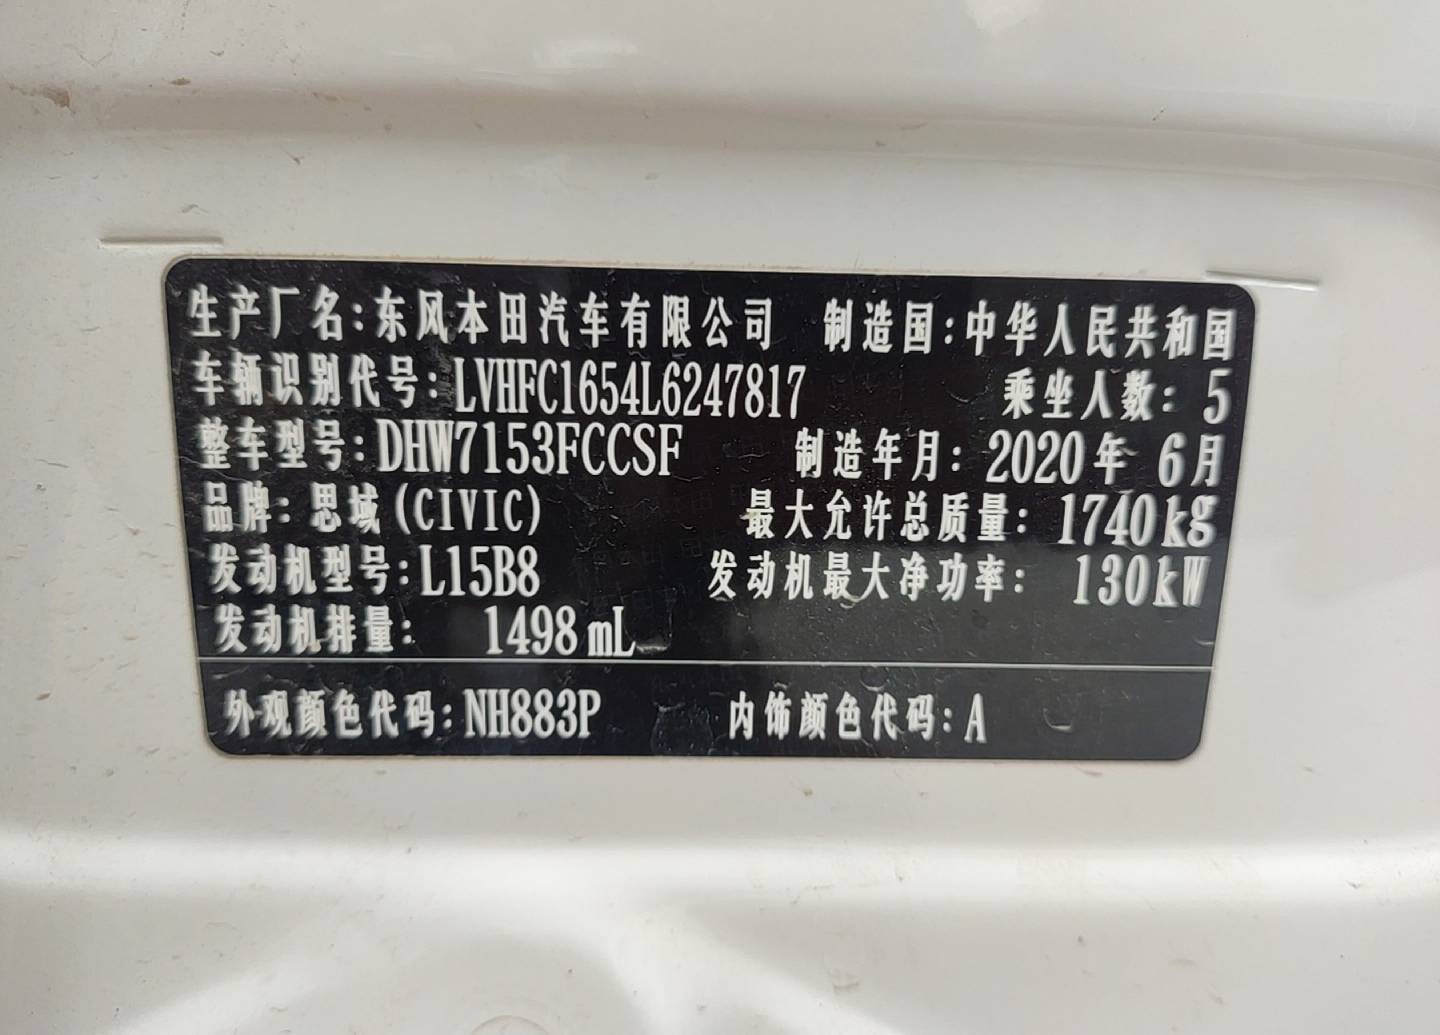 生产厂名:东风本田汽车有限公司 制造国:中华人民共和国
车辆识别代号:LVHFC1654L6247817 乘坐人数:5
整车型号:DHW7153FCCSF 制造年月:2020年 6月
品牌:思域(CIVIC) 最大允许总质量:1740kg
发动机型号:L15B8 发动机最大净功率:130kW
发动机排量: 1498mL
外观颜色代码:NH883P 内饰颜色代码:A